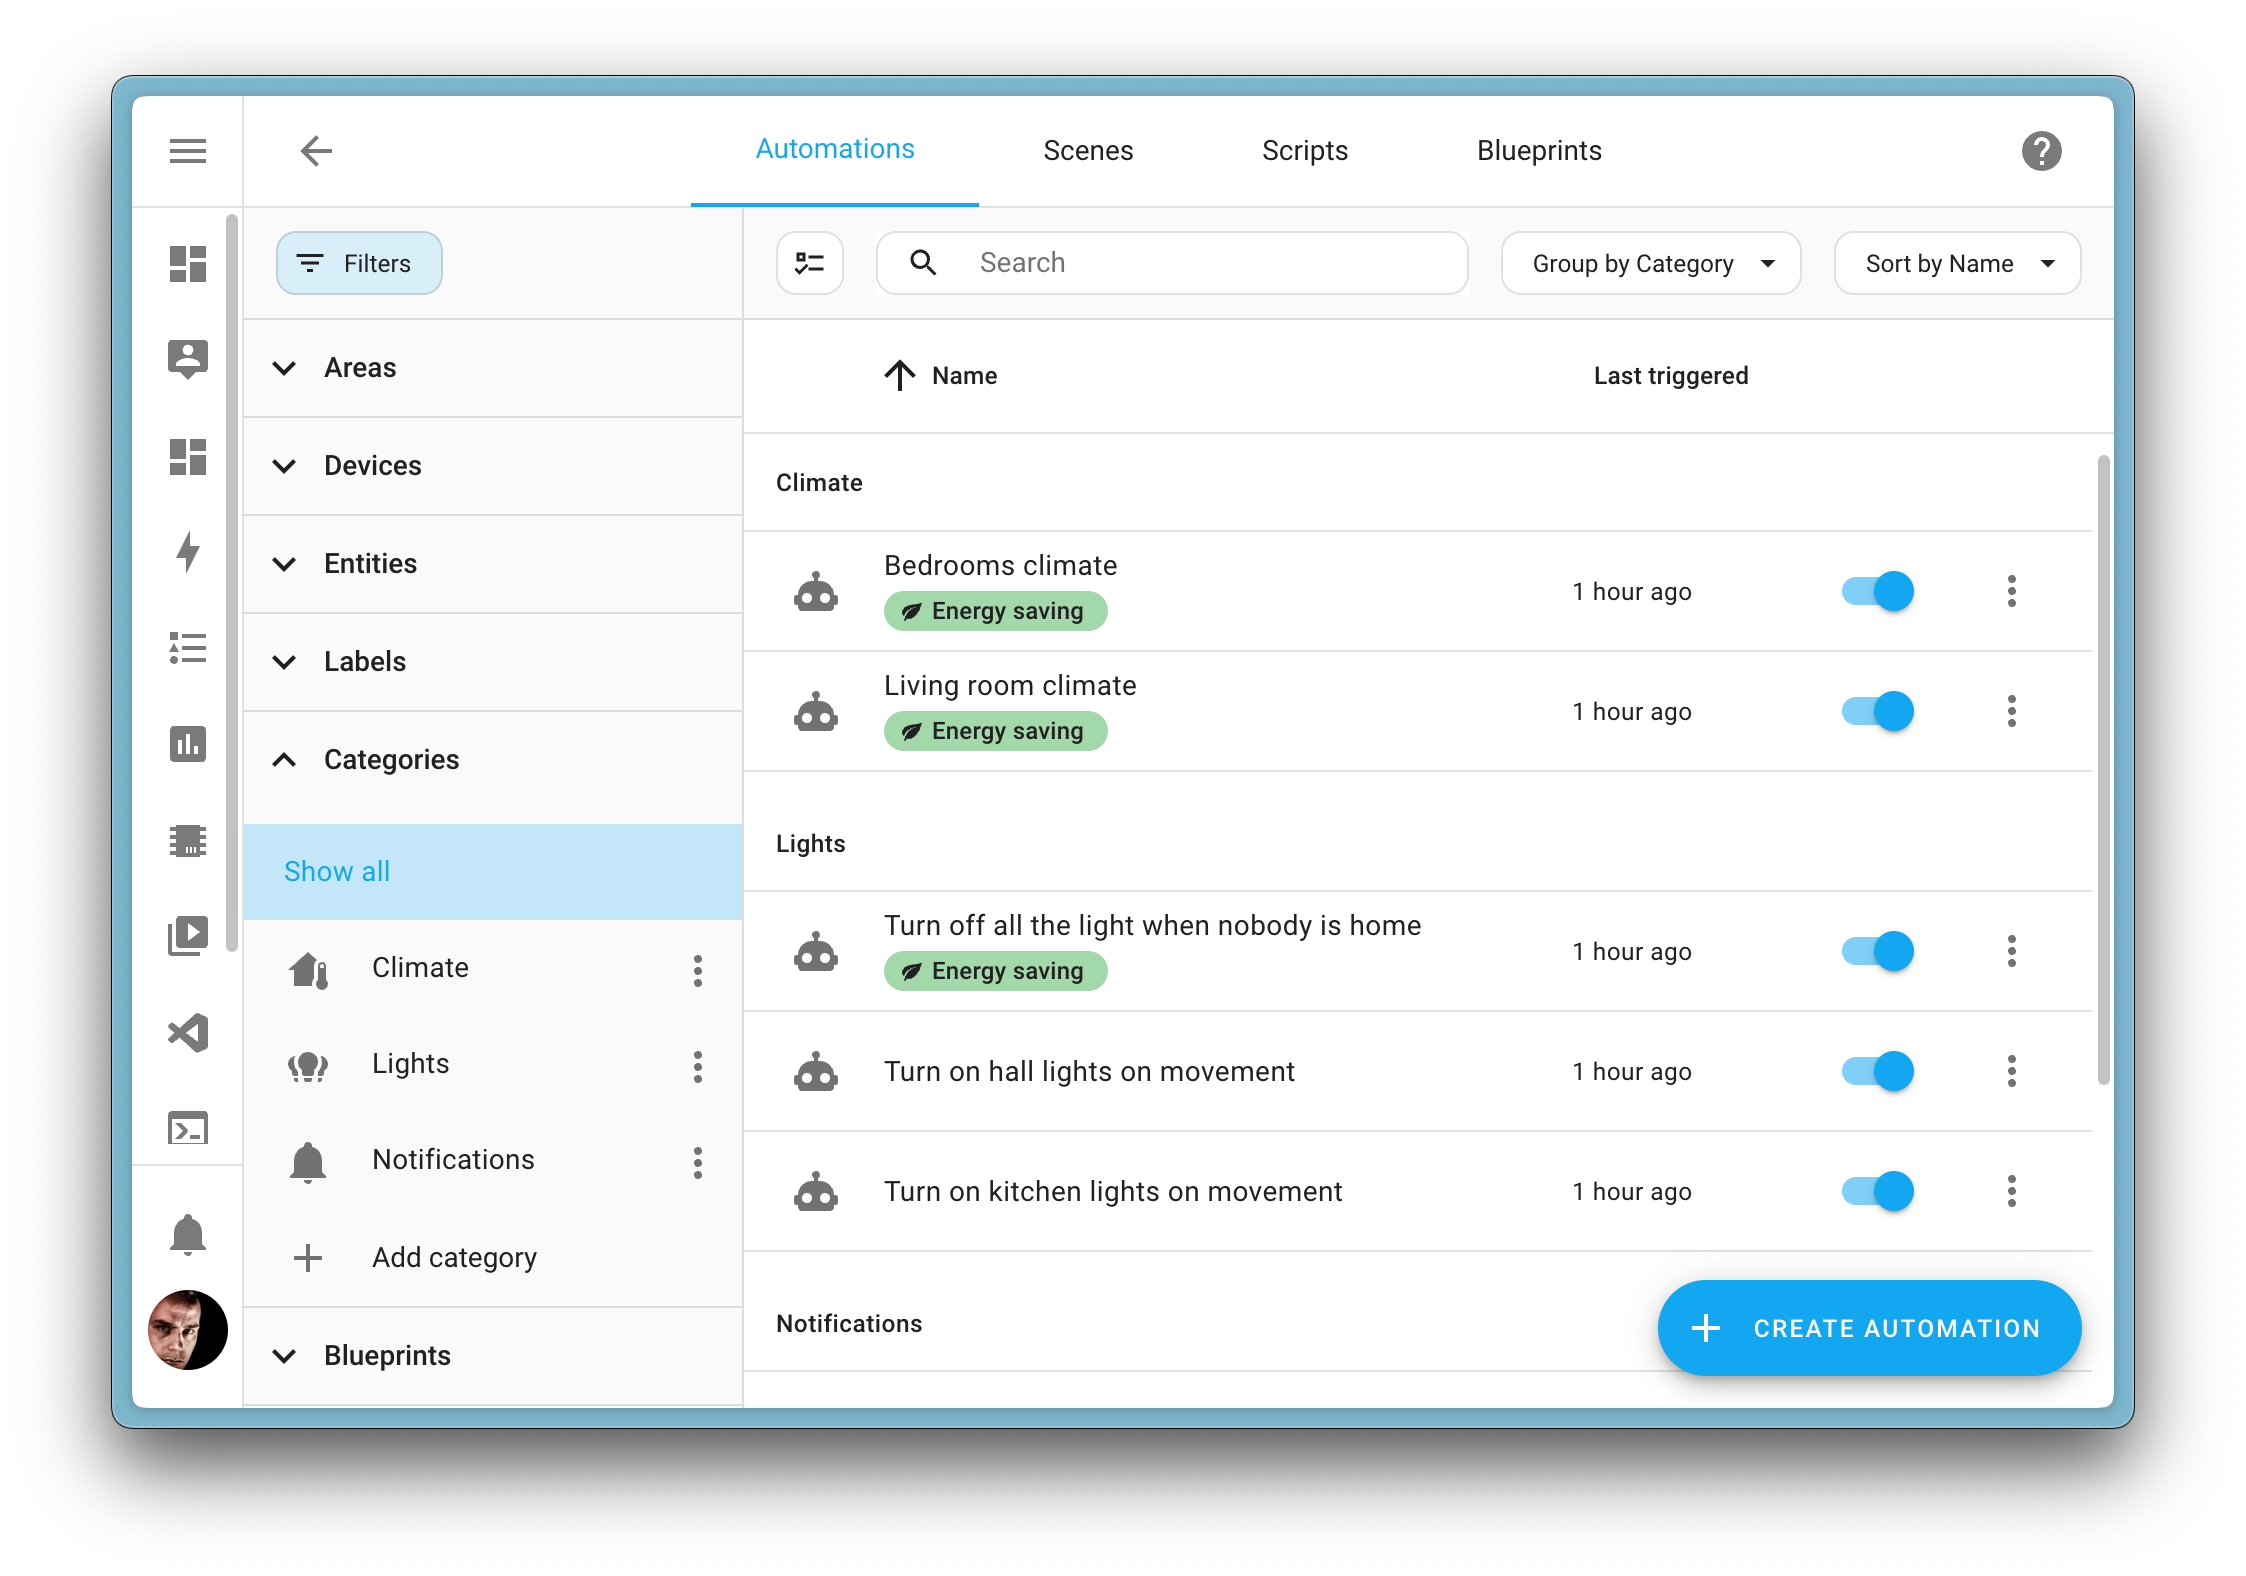 Automations
Scenes
Scripts
Blueprints
Filters
Search
Group by Category
Sort by Name
Areas
Devices
Entities
Labels
Categories
Show all
Climate
Lights
Notifications
Add category
Blueprints
Name
Last triggered
Climate
Bedrooms climate
Energy saving
1 hour ago
Living room climate
Energy saving
1 hour ago
Lights
Turn off all the light when nobody is home
Energy saving
1 hour ago
Turn on hall lights on movement
1 hour ago
Turn on kitchen lights on movement
1 hour ago
Notifications
CREATE AUTOMATION